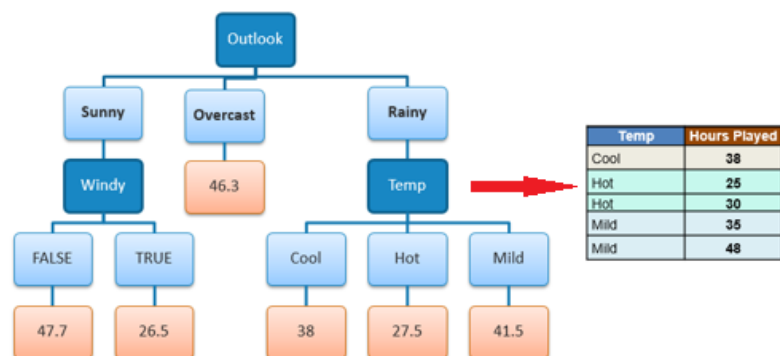 Outlook
Sunny
Overcast
Rainy
Windy
46.3
Temp
FALSE
TRUE
Cool
Hot
Mild
47.7
26.5
38
27.5
41.5
Temp Hours Played
Cool 38
Hot 25
Hot 30
Mild 35
Mild 48